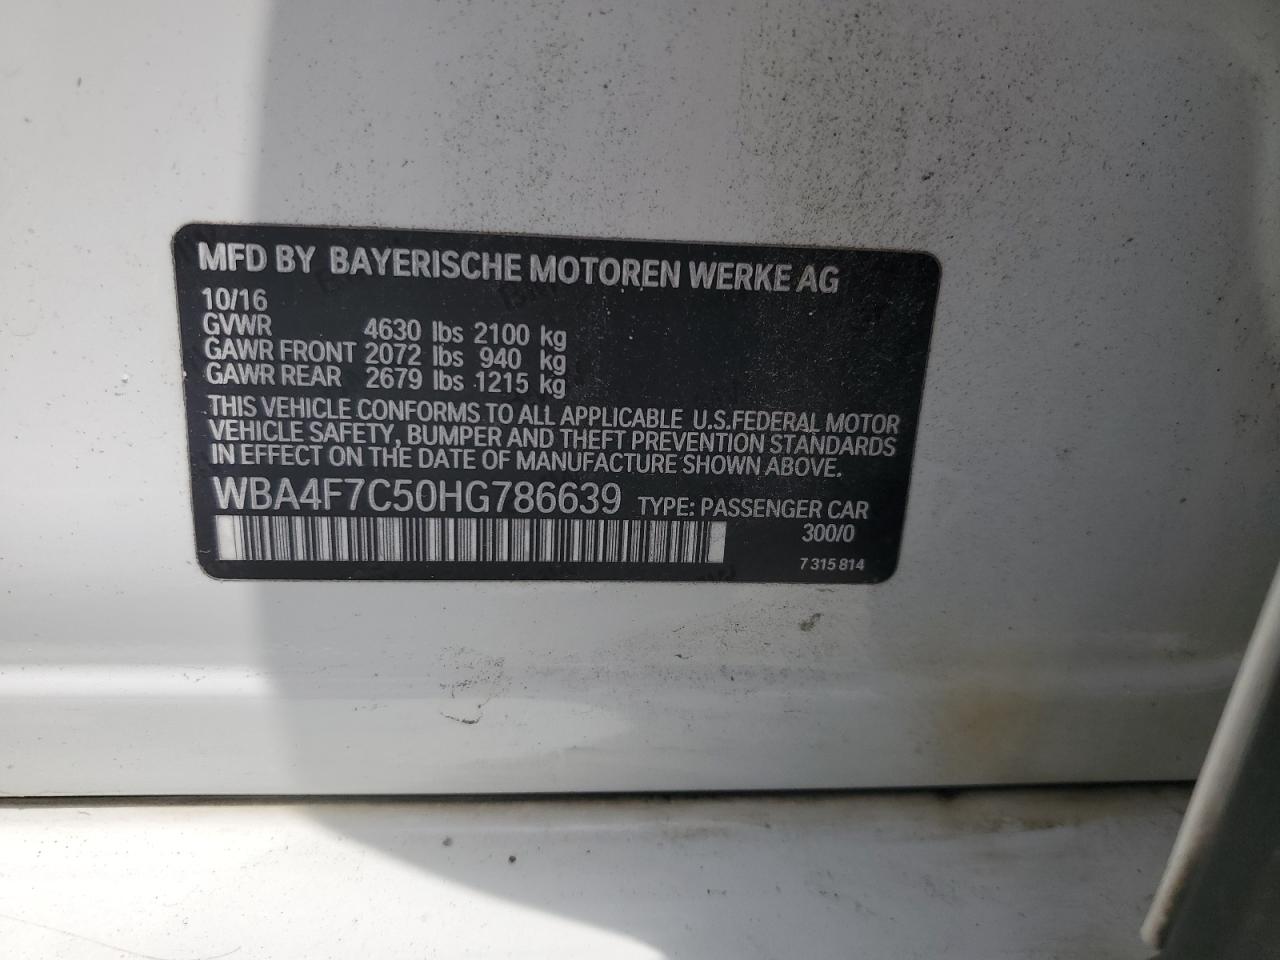 MFD BY BAYERISCHE MOTOREN WERKE AG
10/16
GVWR 4630 lbs 2100 kg
GAWR FRONT 2072 lbs 940 kg
GAWR REAR 2679 lbs 1215 kg
THIS VEHICLE CONFORMS TO ALL APPLICABLE U.S.FEDERAL MOTOR
VEHICLE SAFETY, BUMPER AND THEFT PREVENTION STANDARDS
IN EFFECT ON THE DATE OF MANUFACTURE SHOWN ABOVE.
WBA4F7C50HG786639 TYPE: PASSENGER CAR
300/0
7 315 814